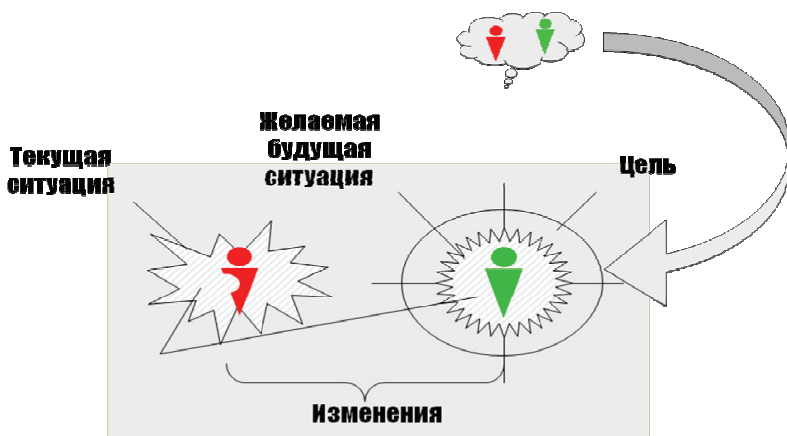 Текущая
ситуация
Желаемая
будущая
ситуация
Цель
Изменения